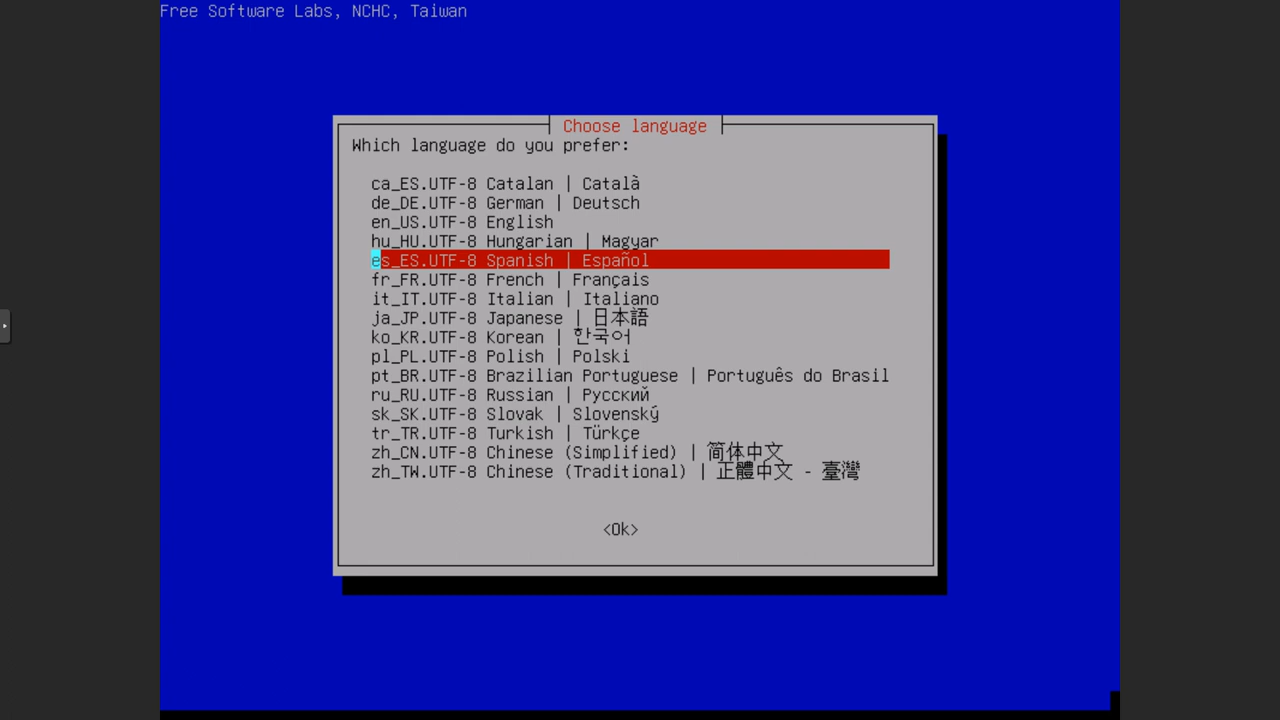 Free Software Labs, NCHC, Taiwan
Choose language
Which language do you prefer:
ca_ES.UTF-8 Catalan | Català
de_DE.UTF-8 German | Deutsch
en_US.UTF-8 English
hu_HU.UTF-8 Hungarian | Magyar
es_ES.UTF-8 Spanish | Español
fr_FR.UTF-8 French | Français
it_IT.UTF-8 Italian | Italiano
ja_JP.UTF-8 Japanese | 日本語
ko_KR.UTF-8 Korean | 한국어
pl_PL.UTF-8 Polish | Polski
pt_BR.UTF-8 Brazilian Portuguese | Português do Brasil
ru_RU.UTF-8 Russian | Русский
sk_SK.UTF-8 Slovak | Slovenský
tr_TR.UTF-8 Turkish | Türkçe
zh_CN.UTF-8 Chinese (Simplified) | 简体中文
zh_TW.UTF-8 Chinese (Traditional) | 正體中文 - 臺灣
<Ok>